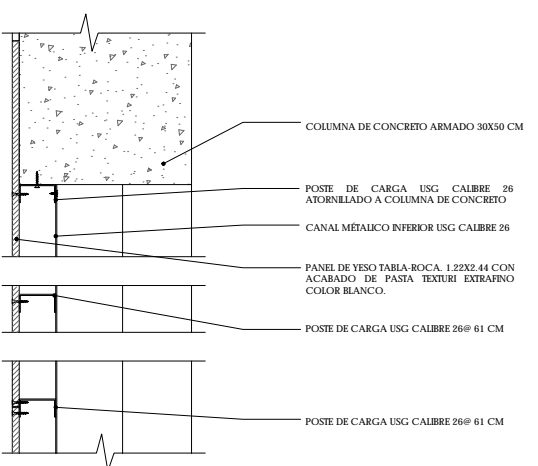 COLUMNA DE CONCRETO ARMADO 30X50 CM
POSTE DE CARGA USG CALIBRE 26
ATORNILLADO A COLUMNA DE CONCRETO
CANAL MÉTALICO INFERIOR USG CALIBRE 26
PANEL DE YESO TABLA-ROCA. 1.22X2.44 CON
ACABADO DE PASTA TEXTURI EXTRAFINO
COLOR BLANCO.
POSTE DE CARGA USG CALIBRE 26@ 61 CM
POSTE DE CARGA USG CALIBRE 26@ 61 CM